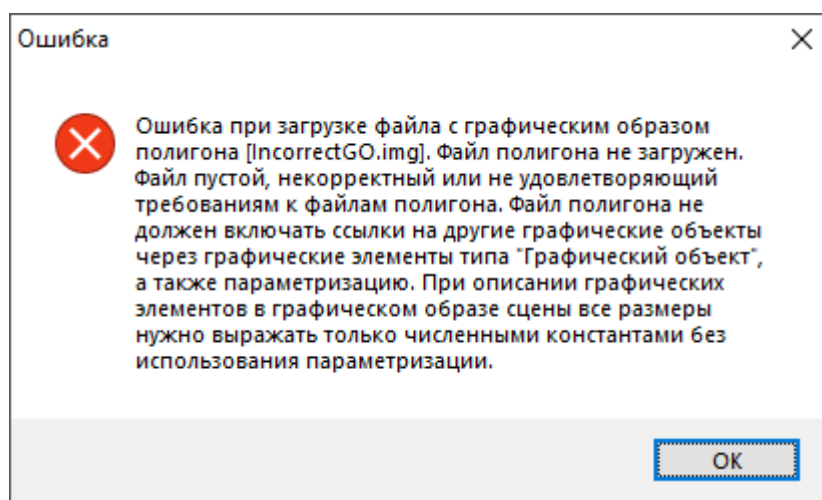 Ошибка
Ошибка при загрузке файла с графическим образом
полигона [IncorrectGO.img]. Файл полигона не загружен.
Файл пустой, некорректный или не удовлетворяющий
требованиям к файлам полигона. Файл полигона не
должен включать ссылки на другие графические объекты
через графические элементы типа "Графический объект",
а также параметризацию. При описании графических
элементов в графическом образе сцены все размеры
нужно выражать только численными константами без
использования параметризации.
ОК